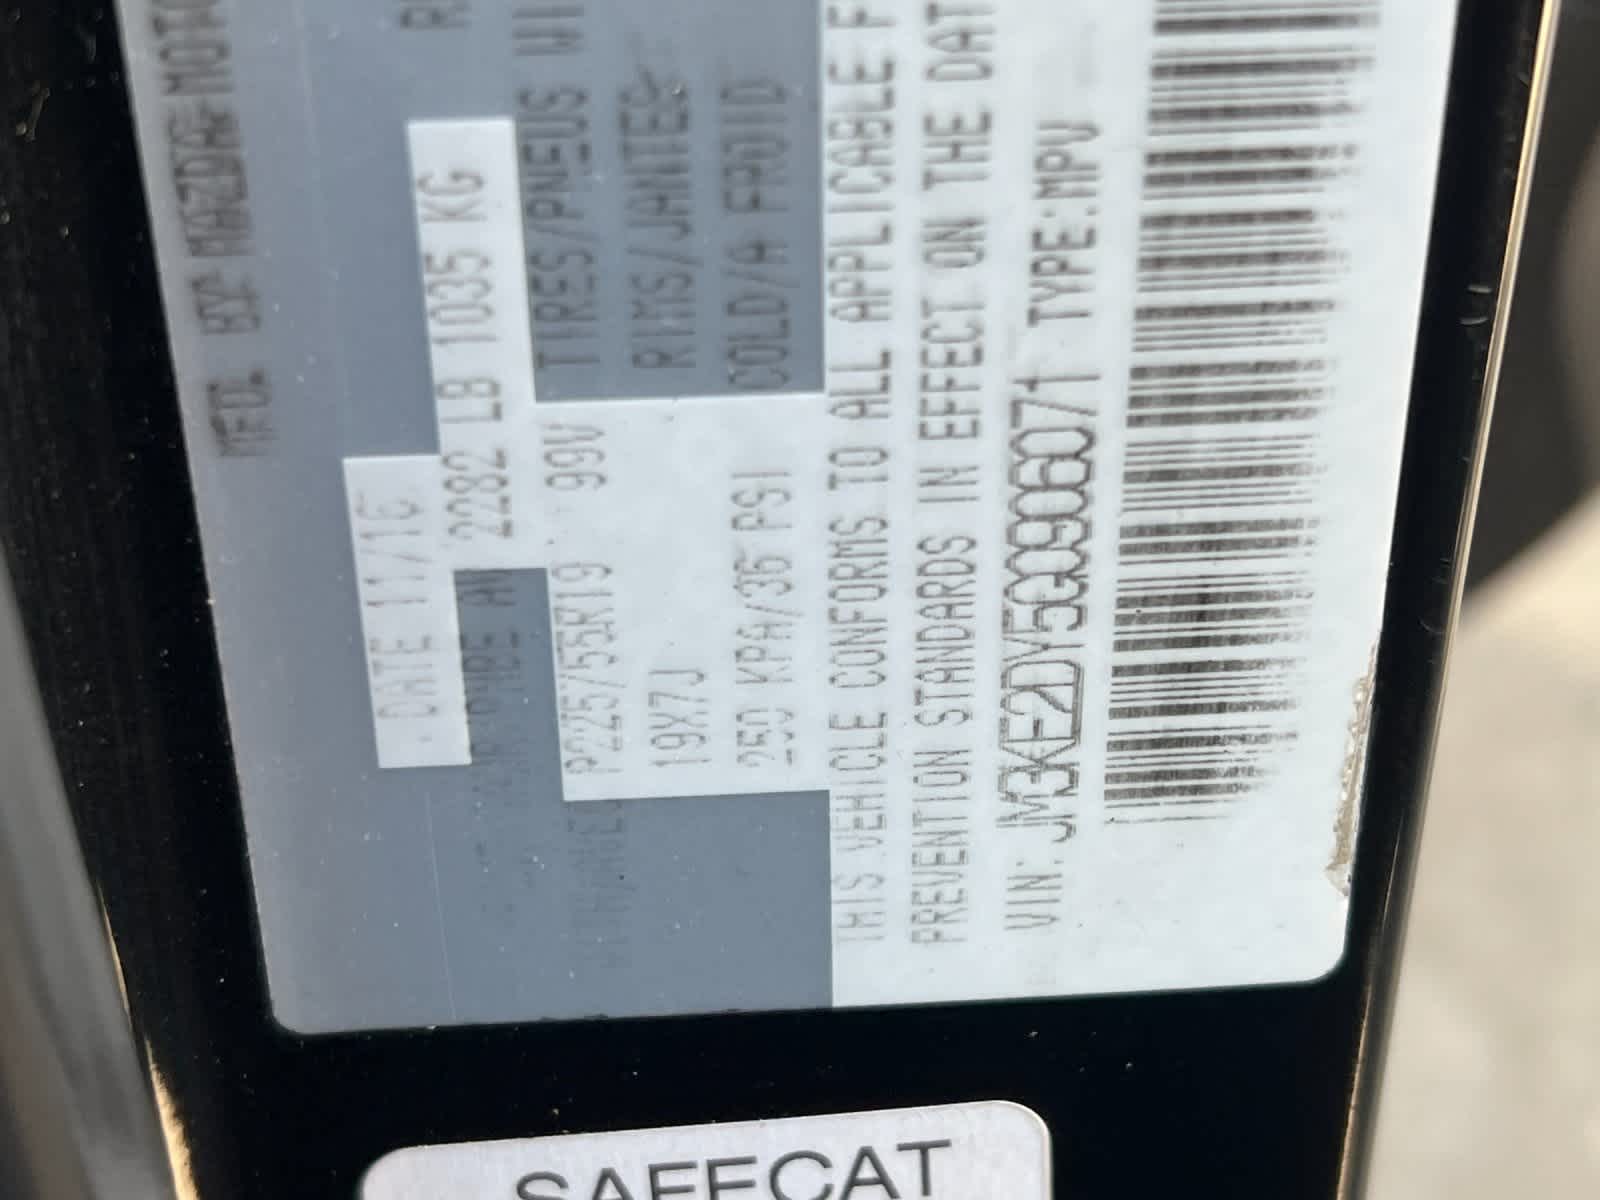 MFD. BY MAZDA MOTO
DATE 11/16
2282 LB 1035 KG
P225/55R19 99V TIRES/PNEUS WI
19X7J RIMS/JANTES
250 KPA/36 PSI COLD/A FROID
THIS VEHICLE CONFORMS TO ALL APPLICABLE F
PREVENTION STANDARDS IN EFFECT ON THE DAT
VIN: JM3KE2DY5G0906071 TYPE:MPV
SAFECAT